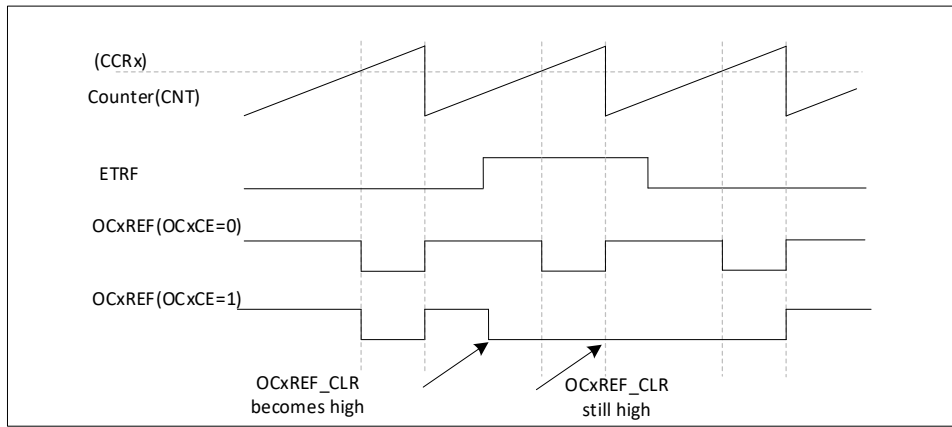 (CCRx)
Counter(CNT)
ETRF
OCxREF(OCxCE=0)
OCxREF(OCxCE=1)
OCxREF_CLR
becomes high
OCxREF_CLR
still high